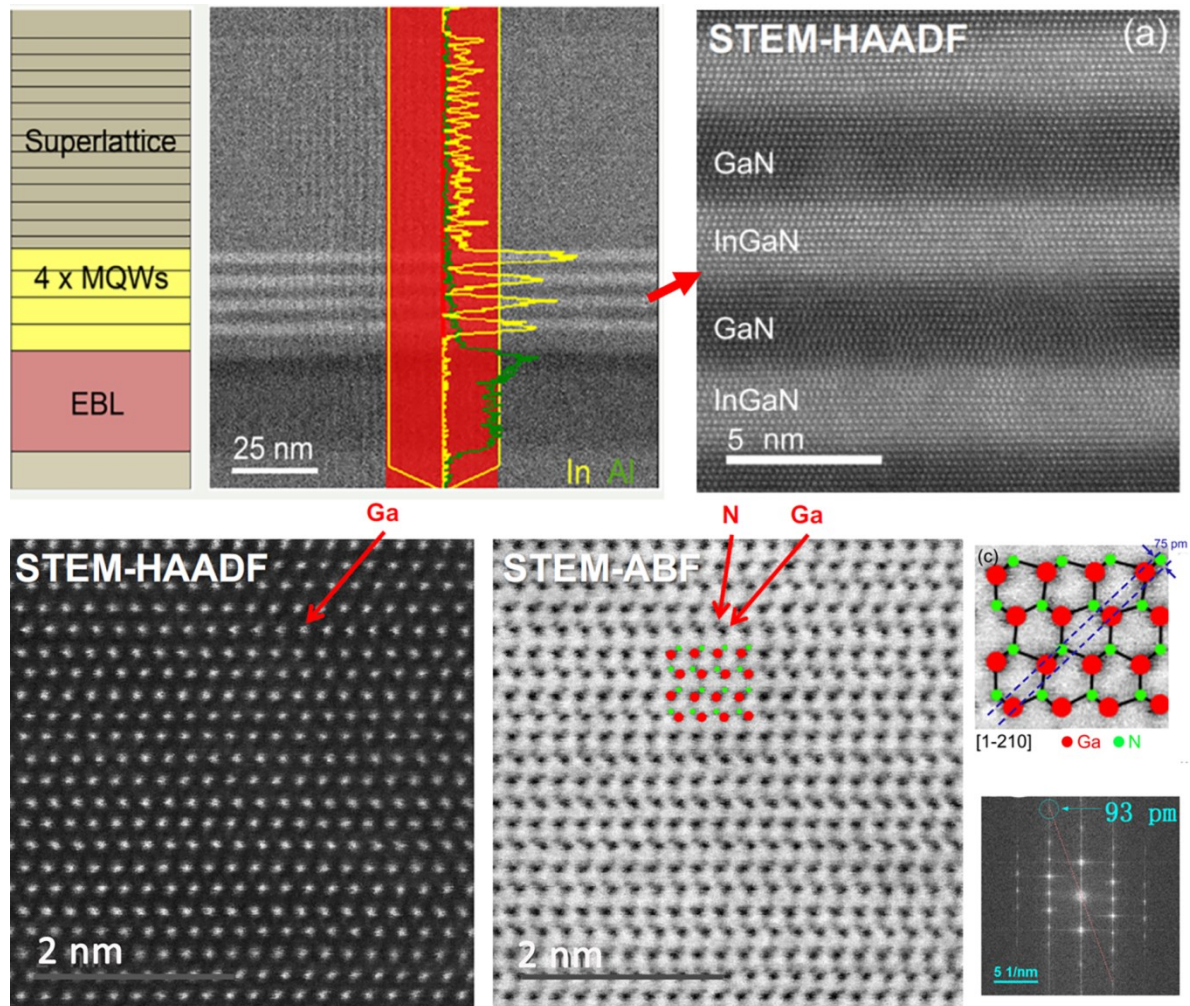 Superlattice
4 x MQWs
EBL
25 nm
In Al
STEM-HAADF
(a)
GaN
InGaN
GaN
InGaN
5 nm
Ga
STEM-HAADF
2 nm
N
Ga
STEM-ABF
2 nm
(c)
75 pm
[1-210]
Ga
N
93 pm
5 1/nm